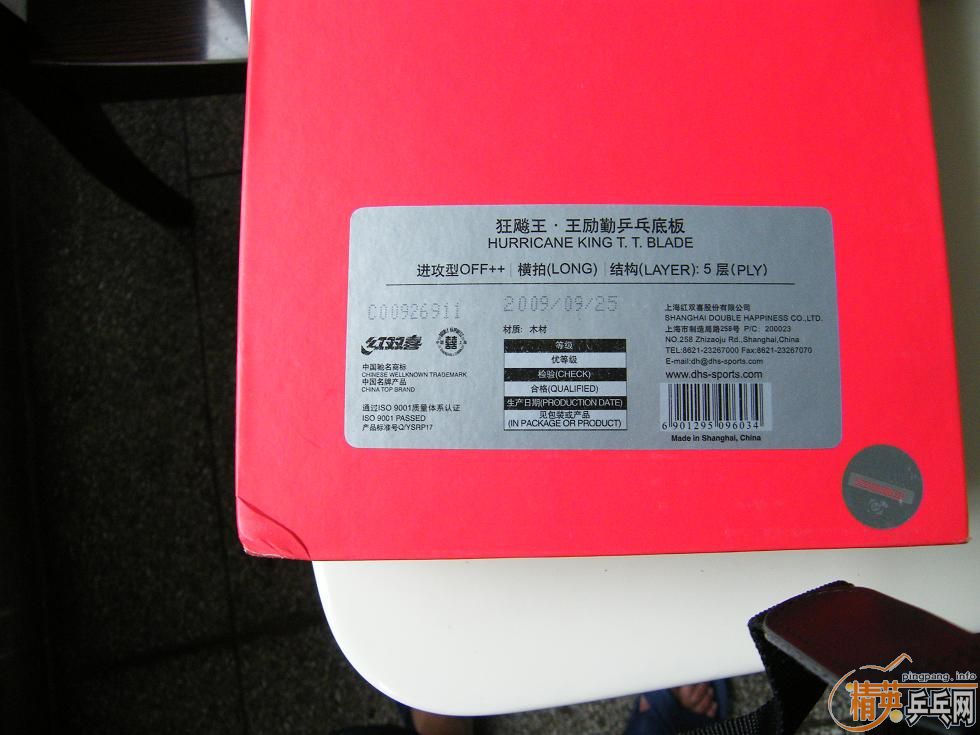 狂飚王 · 王励勤乒乓底板
HURRICANE KING T. T. BLADE
进攻型OFF++ | 横拍(LONG) | 结构(LAYER): 5 层(PLY)
C00926911
2009/09/25
红双喜
中国驰名商标
CHINESE WELLKNOWN TRADEMARK
中国名牌产品
CHINA TOP BRAND
通过ISO 9001质量体系认证
ISO 9001 PASSED
产品标准号Q/YSRP17
材质: 木材
等级
优等级
检验(CHECK)
合格(QUALIFIED)
生产日期(PRODUCTION DATE)
见包装或产品
(IN PACKAGE OR PRODUCT)
上海红双喜股份有限公司
SHANGHAI DOUBLE HAPPINESS CO.,LTD.
上海市制造局路258号 P/C: 200023
NO.258 Zhizaoju Rd.,Shanghai,China
TEL:8621-23267000 Fax:8621-23267070
E-mail:dh@dhs-sports.com
www.dhs-sports.com
6 901295 096034
Made in Shanghai, China
pingpang.info
精英乒乓网